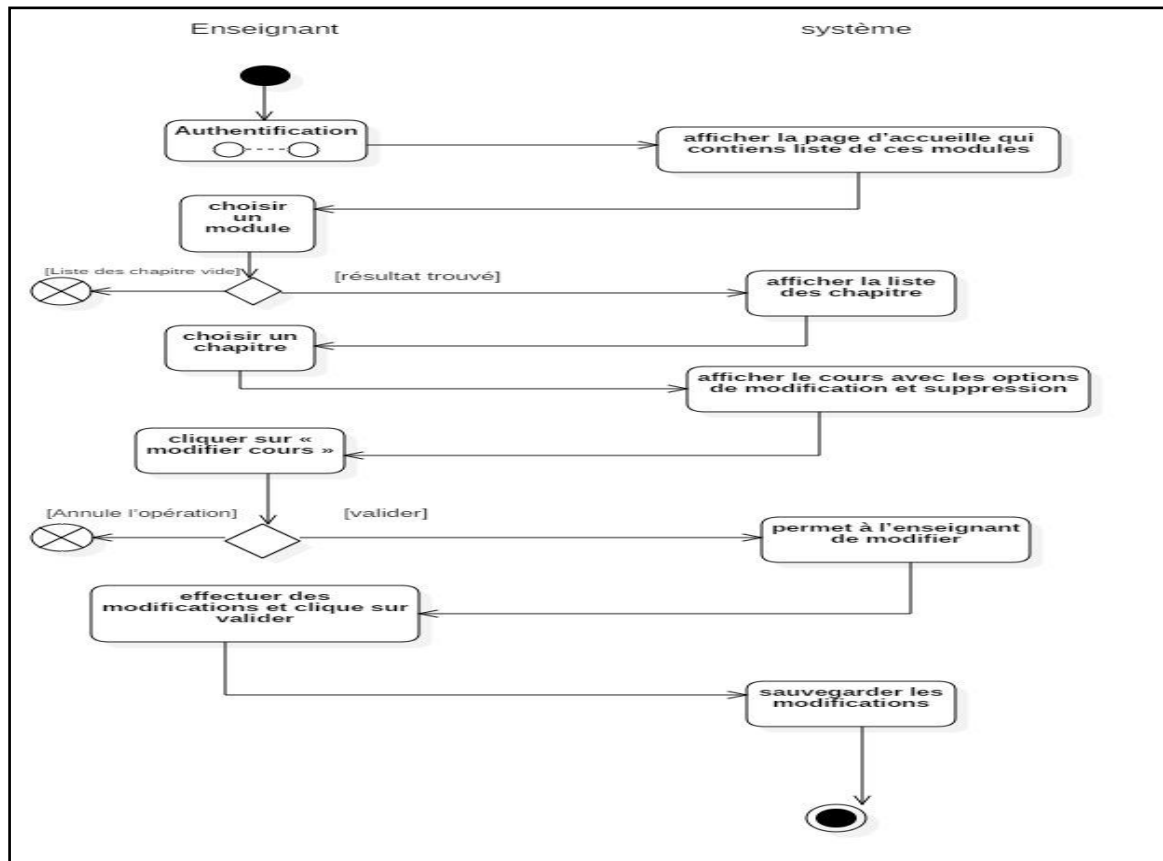 Enseignant
système
Authentification
afficher la page d'accueille qui
contiens liste de ces modules
choisir
un
module
[Liste des chapitre vide]
[résultat trouvé]
afficher la liste
des chapitre
choisir un
chapitre
afficher le cours avec les options
de modification et suppression
cliquer sur «
modifier cours »
[Annule l'opération]
[valider]
permet à l'enseignant
de modifier
effectuer des
modifications et clique sur
valider
sauvegarder les
modifications